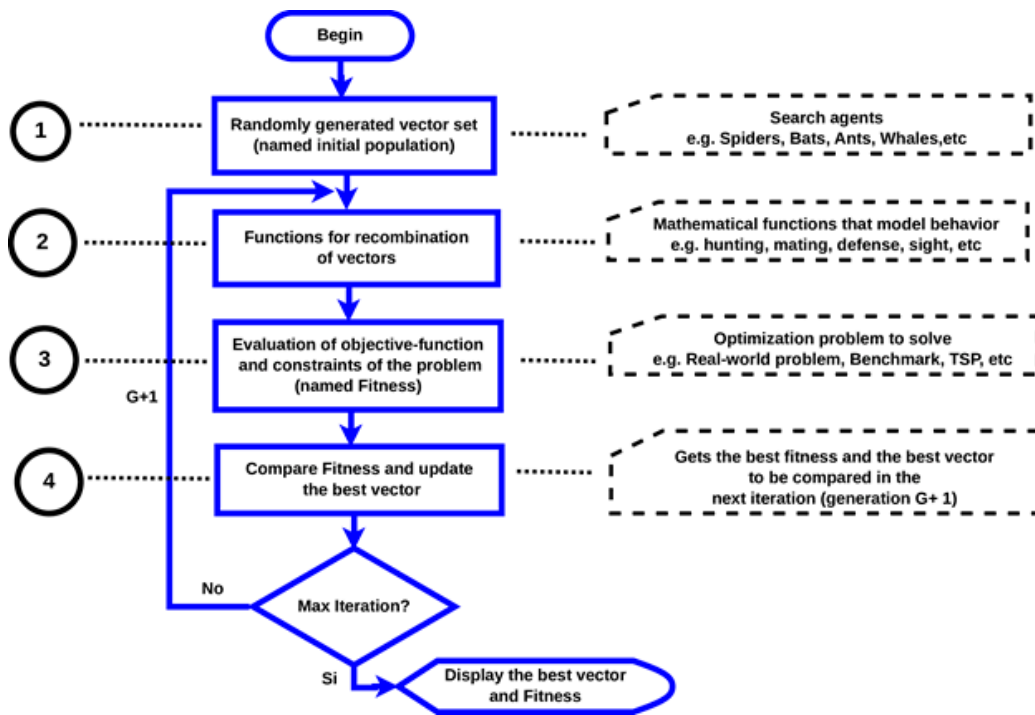 Begin
1
Randomly generated vector set
(named initial population)
Search agents
e.g. Spiders, Bats, Ants, Whales,etc
2
Functions for recombination
of vectors
Mathematical functions that model behavior
e.g. hunting, mating, defense, sight, etc
3
Evaluation of objective-function
and constraints of the problem
(named Fitness)
Optimization problem to solve
e.g. Real-world problem, Benchmark, TSP, etc
G+1
4
Compare Fitness and update
the best vector
Gets the best fitness and the best vector
to be compared in the
next iteration (generation G+ 1)
No
Max Iteration?
Si
Display the best vector
and Fitness